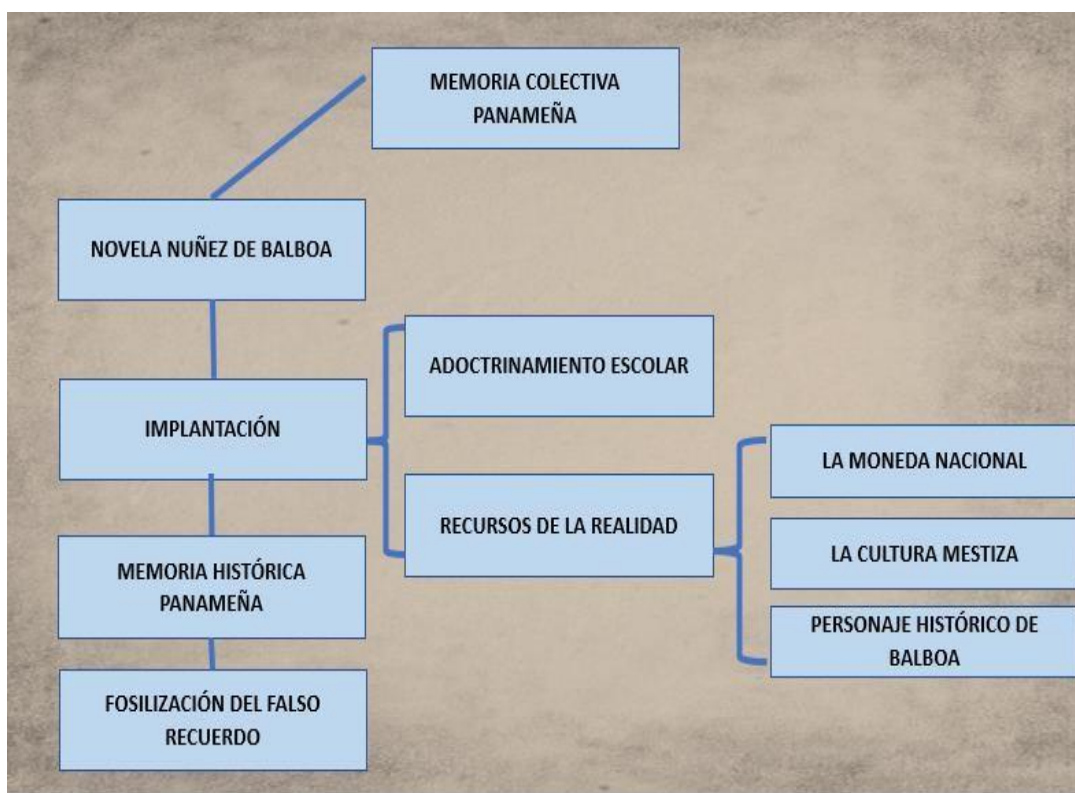 MEMORIA COLECTIVA
PANAMEÑA
NOVELA NUÑEZ DE BALBOA
IMPLANTACIÓN
ADOCTRINAMIENTO ESCOLAR
RECURSOS DE LA REALIDAD
LA MONEDA NACIONAL
LA CULTURA MESTIZA
PERSONAJE HISTÓRICO DE
BALBOA
MEMORIA HISTÓRICA
PANAMEÑA
FOSILIZACIÓN DEL FALSO
RECUERDO